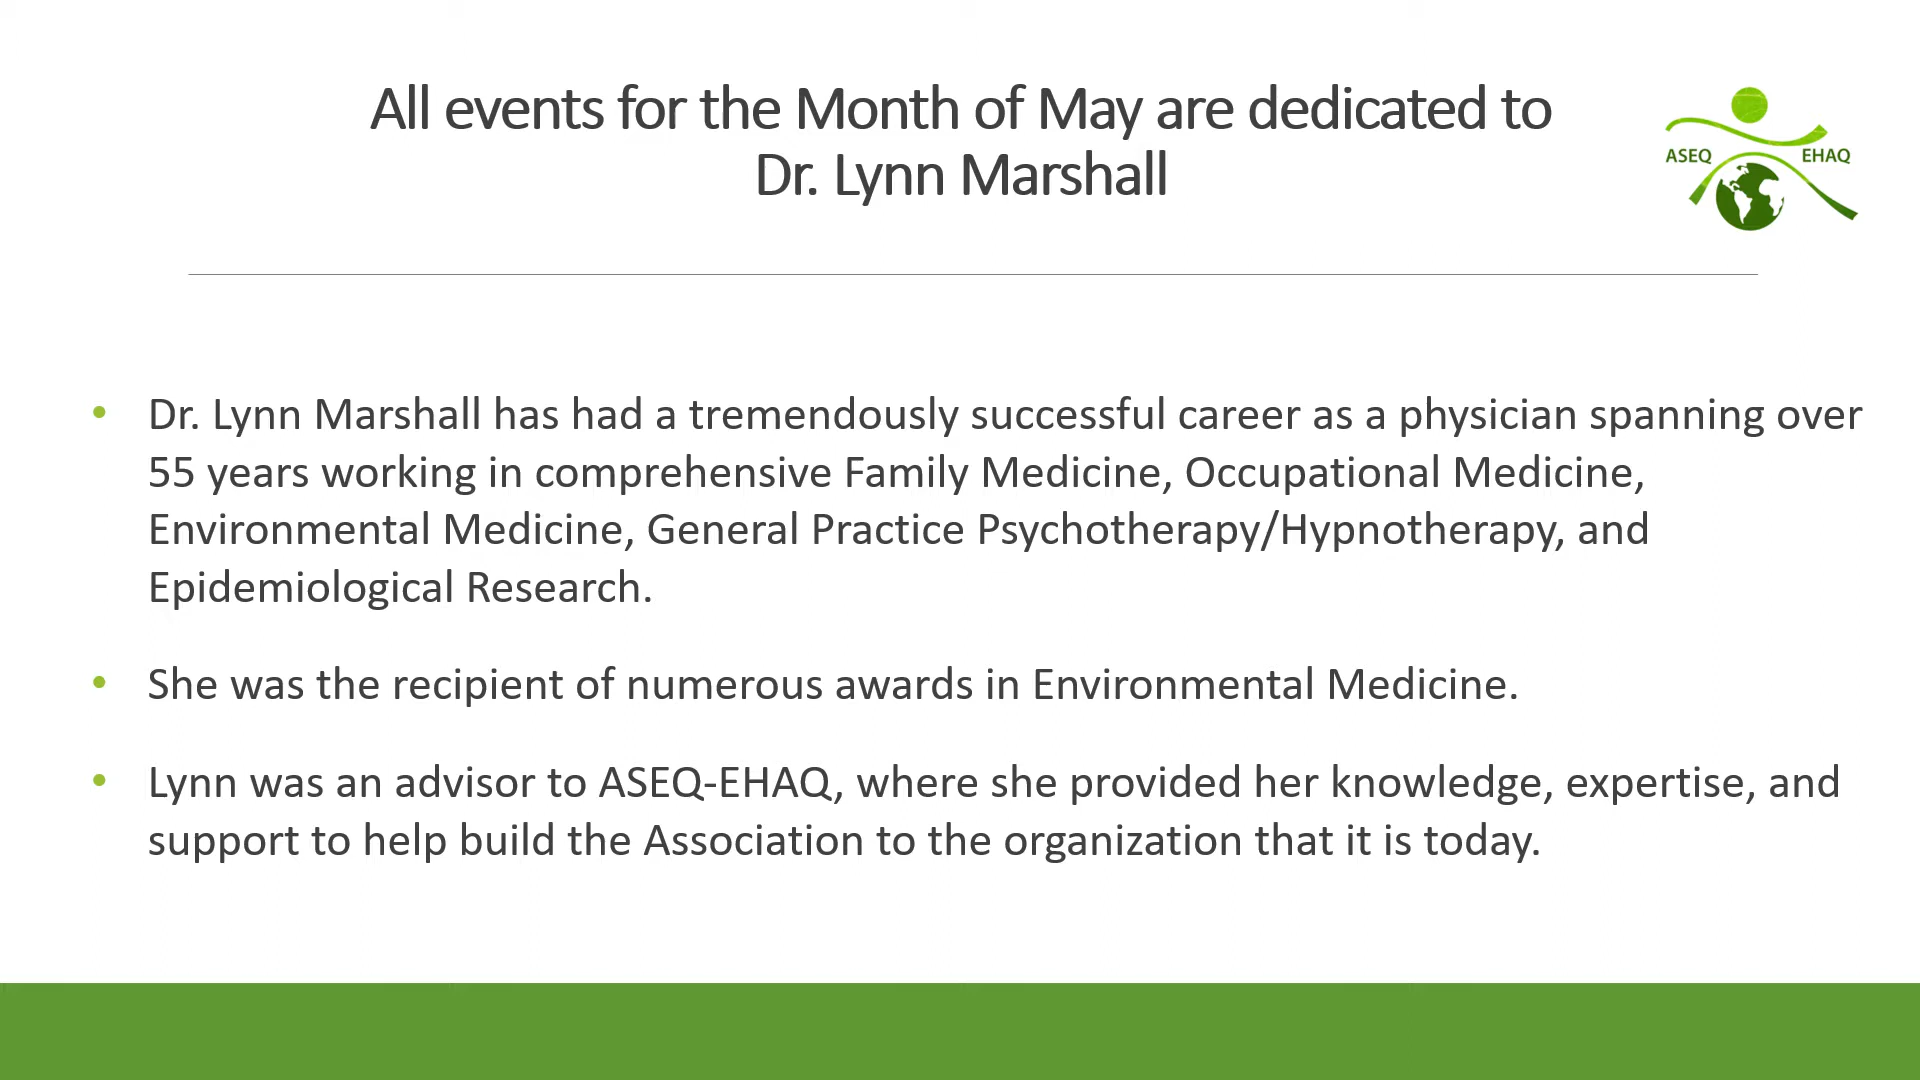 All events for the Month of May are dedicated to
Dr. Lynn Marshall
ASEQ EHAQ
• Dr. Lynn Marshall has had a tremendously successful career as a physician spanning over
55 years working in comprehensive Family Medicine, Occupational Medicine,
Environmental Medicine, General Practice Psychotherapy/Hypnotherapy, and
Epidemiological Research.
• She was the recipient of numerous awards in Environmental Medicine.
• Lynn was an advisor to ASEQ-EHAQ, where she provided her knowledge, expertise, and
support to help build the Association to the organization that it is today.